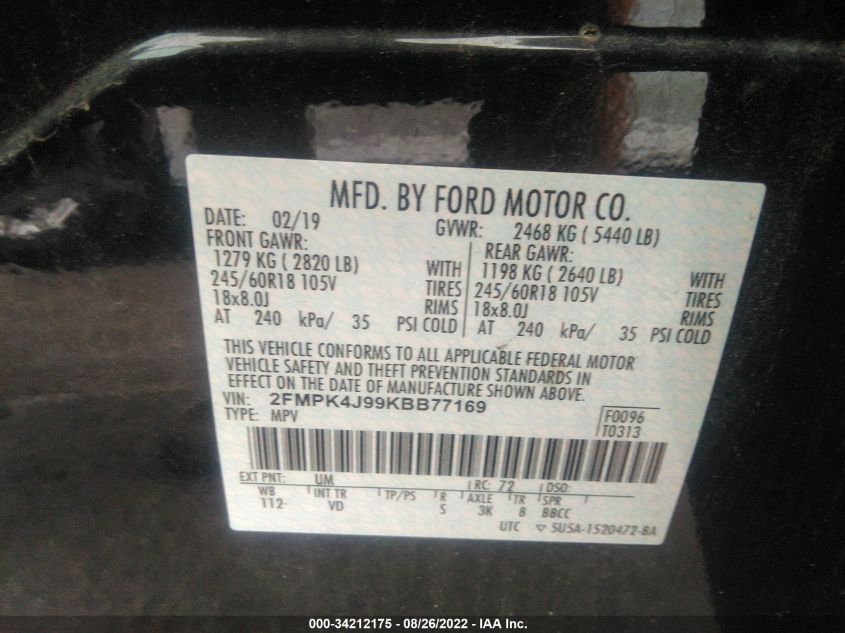 MFD. BY FORD MOTOR CO.
DATE: 02/19 GVWR: 2468 KG ( 5440 LB)
FRONT GAWR: REAR GAWR:
1279 KG ( 2820 LB) WITH 1198 KG ( 2640 LB) WITH
245/60R18 105V TIRES 245/60R18 105V TIRES
18x8.0J RIMS 18x8.0J RIMS
AT 240 kPa/ 35 PSI COLD AT 240 kPa/ 35 PSI COLD
THIS VEHICLE CONFORMS TO ALL APPLICABLE FEDERAL MOTOR
VEHICLE SAFETY AND THEFT PREVENTION STANDARDS IN
EFFECT ON THE DATE OF MANUFACTURE SHOWN ABOVE.
VIN: 2FMPK4J99KBB77169 F0096
TYPE: MPV T0313
EXT PNT: UM RC: 72 DSO:
WB INT TR TP/PS R AXLE TR SPR
112 VD S 3K 8 BBCC
UTC ▽ 5U5A-1520472-BA
000-34212175 - 08/26/2022 - IAA Inc.